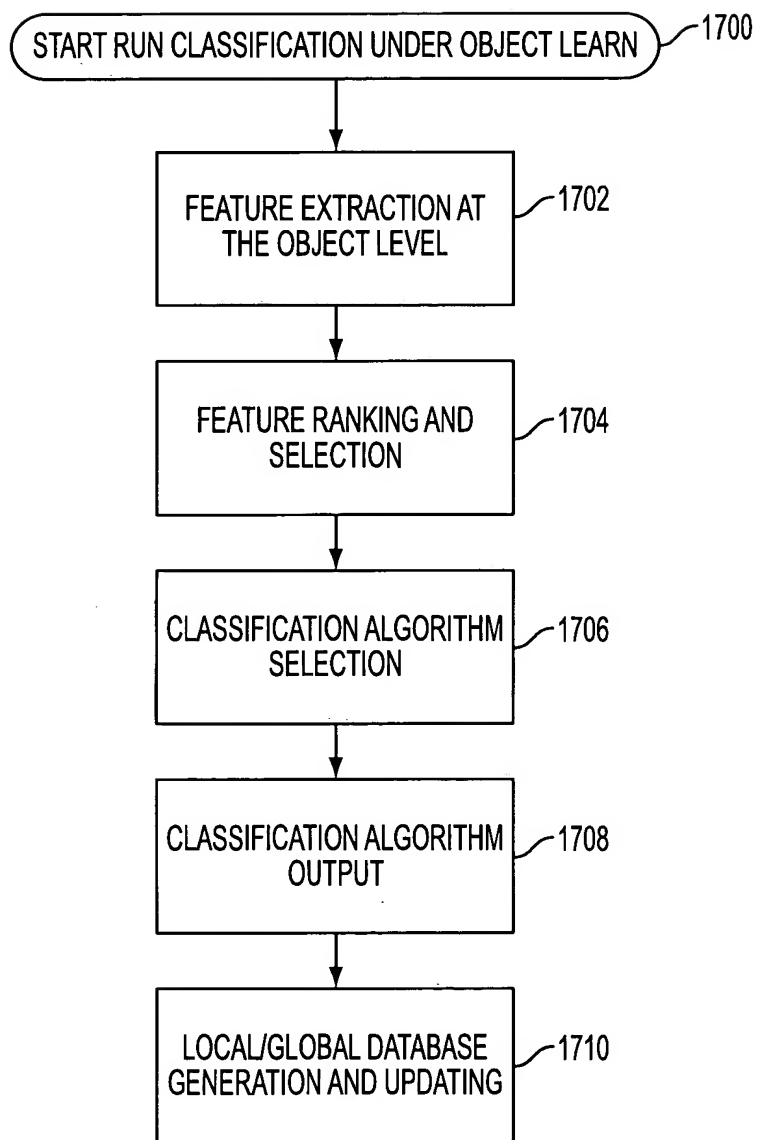 START RUN CLASSIFICATION UNDER OBJECT LEARN
1700
FEATURE EXTRACTION AT
THE OBJECT LEVEL
1702
FEATURE RANKING AND
SELECTION
1704
CLASSIFICATION ALGORITHM
SELECTION
1706
CLASSIFICATION ALGORITHM
OUTPUT
1708
LOCAL/GLOBAL DATABASE
GENERATION AND UPDATING
1710